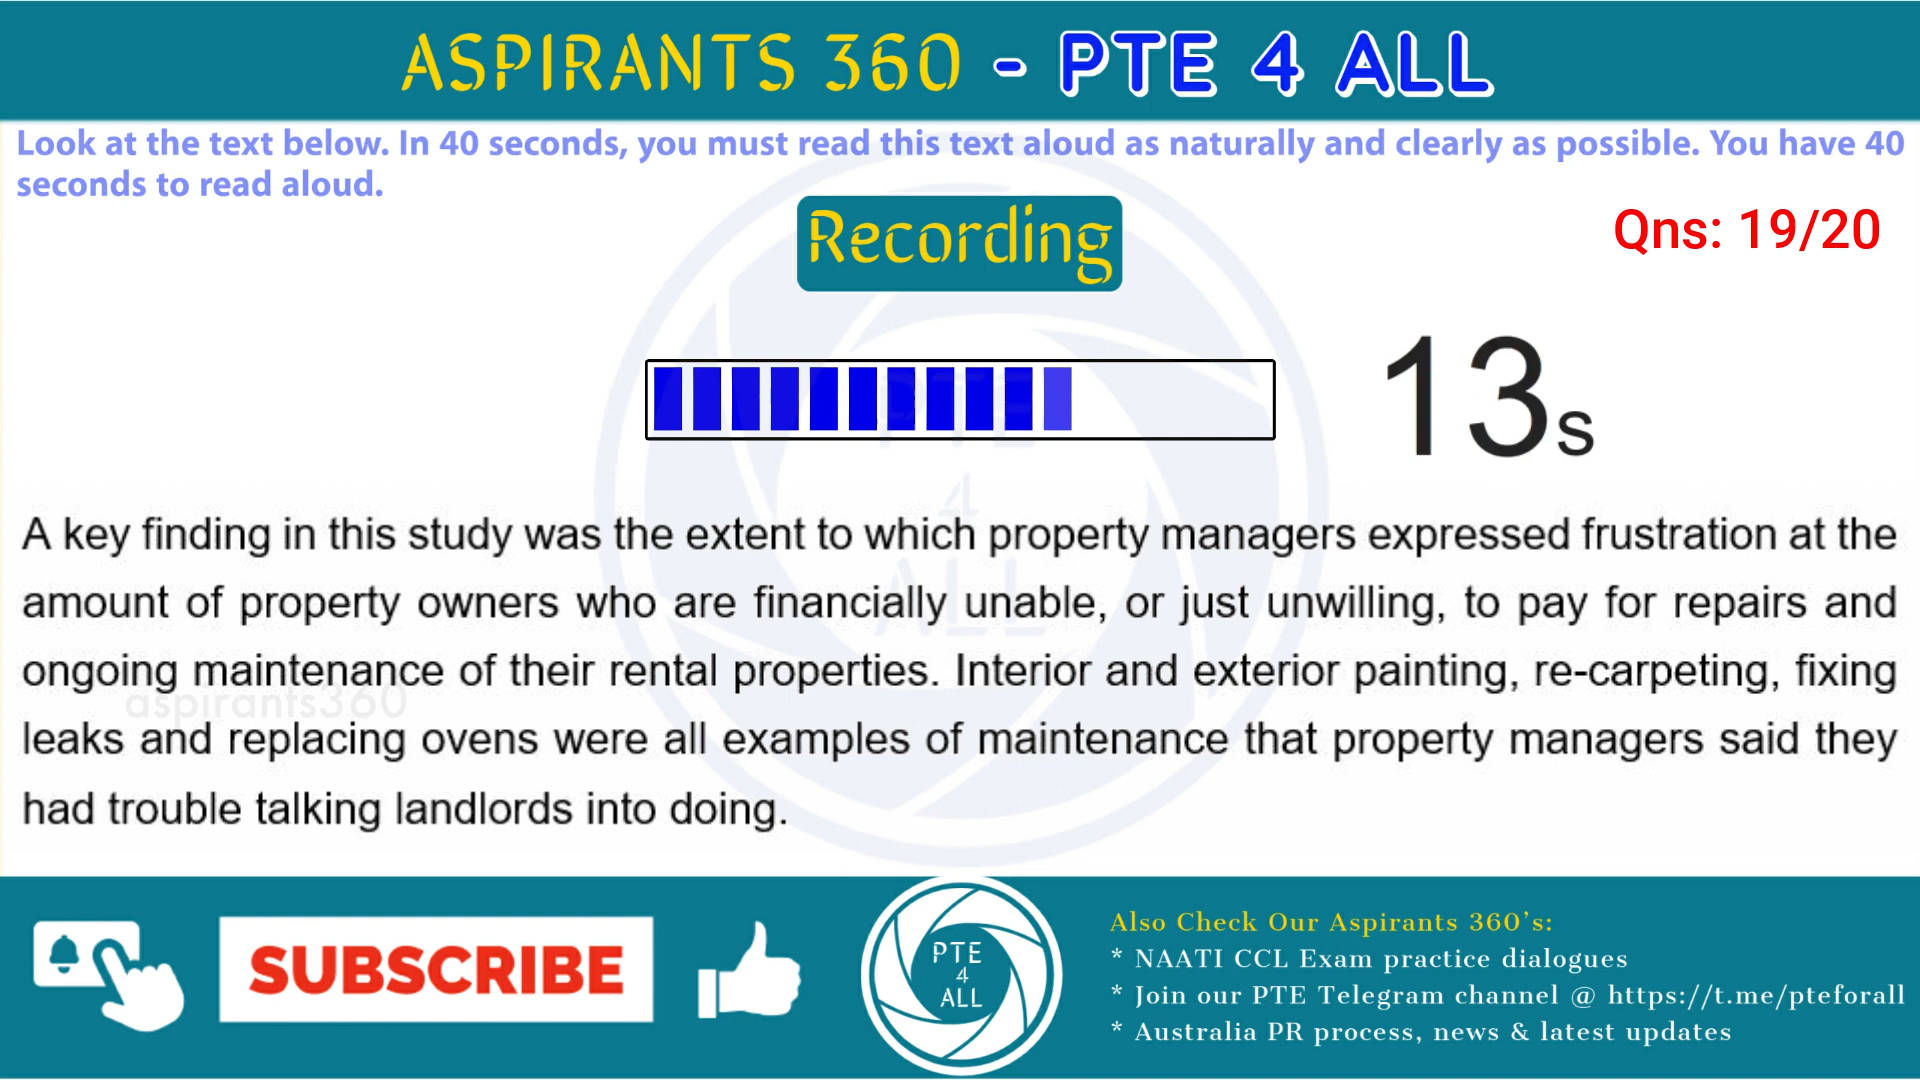 ASPIRANTS 360 - PTE 4 ALL
Look at the text below. In 40 seconds, you must read this text aloud as naturally and clearly as possible. You have 40
seconds to read aloud.
Recording
Qns: 19/20
13s
PTE
4
ALL
A key finding in this study was the extent to which property managers expressed frustration at the
amount of property owners who are financially unable, or just unwilling, to pay for repairs and
ongoing maintenance of their rental properties. Interior and exterior painting, re-carpeting, fixing
aspirants360
leaks and replacing ovens were all examples of maintenance that property managers said they
had trouble talking landlords into doing.
SUBSCRIBE
PTE
4
ALL
Also Check Our Aspirants 360's:
* NAATI CCL Exam practice dialogues
* Join our PTE Telegram channel @ https://t.me/pteforall
* Australia PR process, news & latest updates